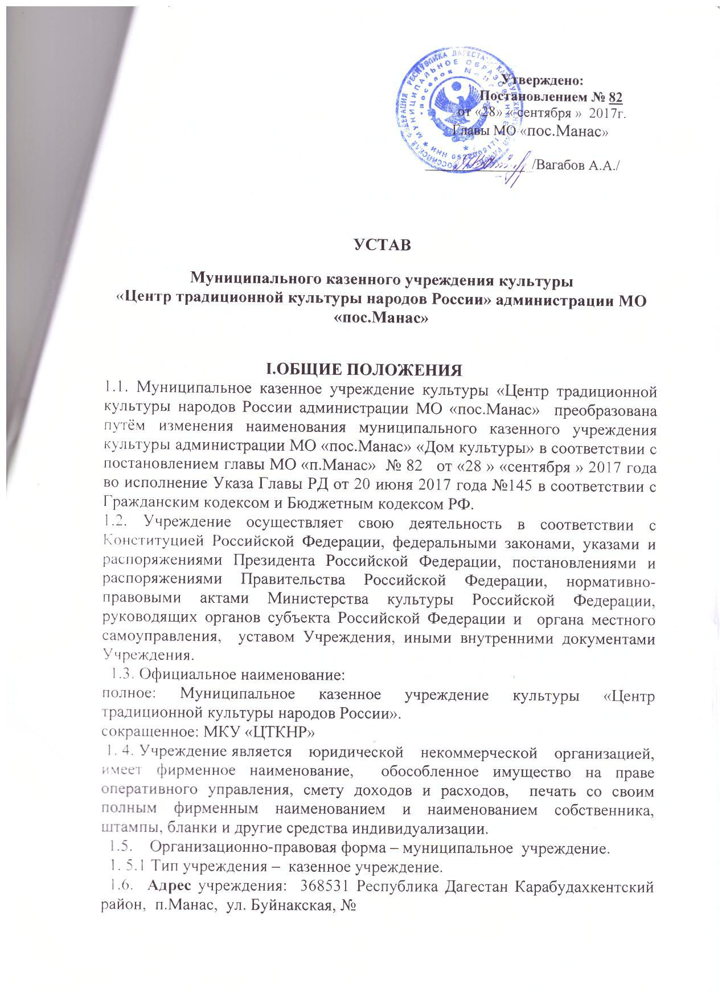 Утверждено:
Постановлением № 82
от «28» « сентября » 2017г.
Главы МО «пос.Манас»
/Вагабов А.А./
РОССИЙСКАЯ ФЕДЕРАЦИЯ РЕСПУБЛИКА ДАГЕСТАН
МУНИЦИПАЛЬНОЕ ОБРАЗОВАНИЕ
поселок Манас
УСТАВ
Муниципального казенного учреждения культуры
«Центр традиционной культуры народов России» администрации МО
«пос.Манас»
I.ОБЩИЕ ПОЛОЖЕНИЯ
1.1. Муниципальное казенное учреждение культуры «Центр традиционной
культуры народов России администрации МО «пос.Манас» преобразована
путём изменения наименования муниципального казенного учреждения
культуры администрации МО «пос.Манас» «Дом культуры» в соответствии с
постановлением главы МО «п.Манас» № 82 от «28 » «сентября » 2017 года
во исполнение Указа Главы РД от 20 июня 2017 года №145 в соответствии с
Гражданским кодексом и Бюджетным кодексом РФ.
1.2. Учреждение осуществляет свою деятельность в соответствии с
Конституцией Российской Федерации, федеральными законами, указами и
распоряжениями Президента Российской Федерации, постановлениями и
распоряжениями Правительства Российской Федерации, нормативно-
правовыми актами Министерства культуры Российской Федерации,
руководящих органов субъекта Российской Федерации и органа местного
самоуправления, уставом Учреждения, иными внутренними документами
Учреждения.
1.3. Официальное наименование:
полное: Муниципальное казенное учреждение культуры «Центр
традиционной культуры народов России».
сокращенное: МКУ «ЦТКНР»
1. 4. Учреждение является юридической некоммерческой организацией,
имеет фирменное наименование, обособленное имущество на праве
оперативного управления, смету доходов и расходов, печать со своим
полным фирменным наименованием и наименованием собственника,
штампы, бланки и другие средства индивидуализации.
1.5. Организационно-правовая форма – муниципальное учреждение.
1. 5.1 Тип учреждения – казенное учреждение.
1.6. Адрес учреждения: 368531 Республика Дагестан Карабудахкентский
район, п.Манас, ул. Буйнакская, №